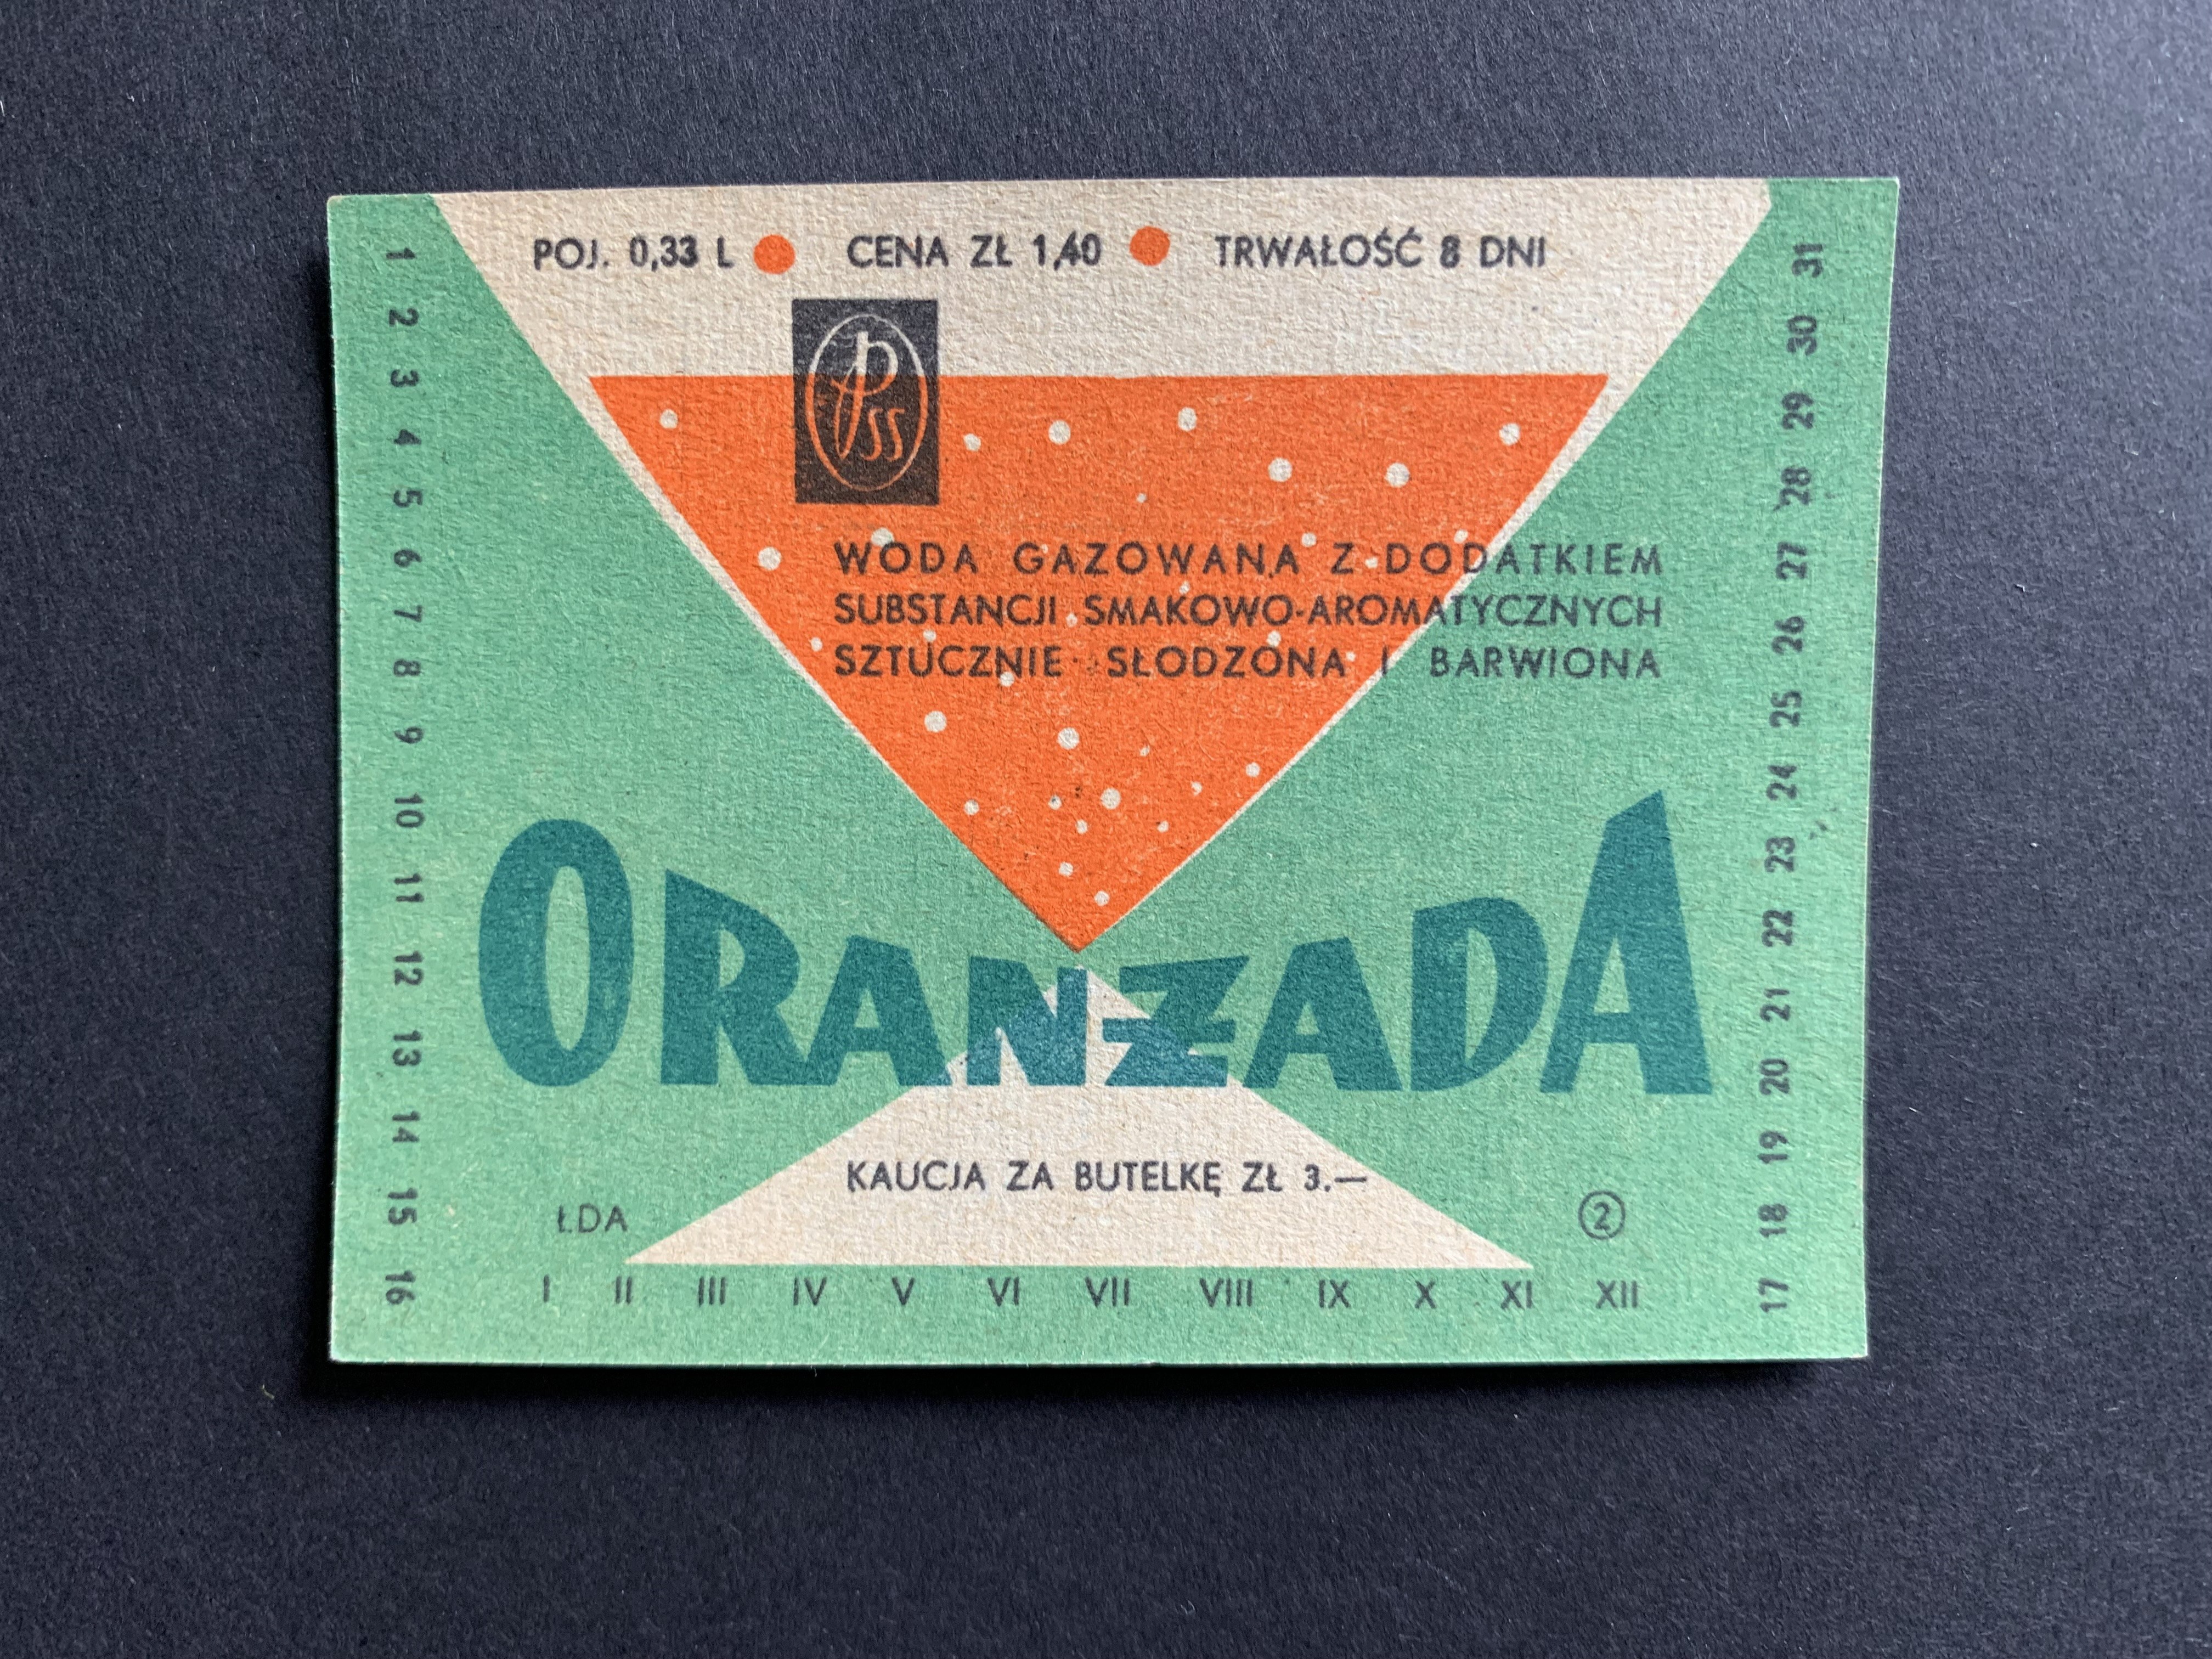 POJ. 0,33 L ● CENA ZŁ 1,40 ● TRWAŁOŚĆ 8 DNI
Pss
WODA GAZOWANA Z DODATKIEM
SUBSTANCJI SMAKOWO-AROMATYCZNYCH
SZTUCZNIE SŁODZONA I BARWIONA
ORANƵADA
KAUCJA ZA BUTELKĘ ZŁ 3.—
ŁDA
②
1 2 3 4 5 6 7 8 9 10 11 12 13 14 15 16
I II III IV V VI VII VIII IX X XI XII
17 18 19 20 21 22 23 24 25 26 27 28 29 30 31